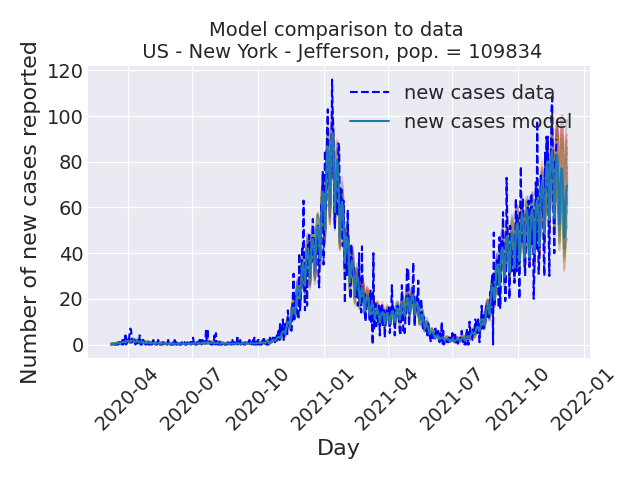 Model comparison to data
US - New York - Jefferson, pop. = 109834
Number of new cases reported
120
100
80
60
40
20
0
new cases data
new cases model
2020-04
2020-07
2020-10
2021-01
2021-04
2021-07
2021-10
2022-01
Day